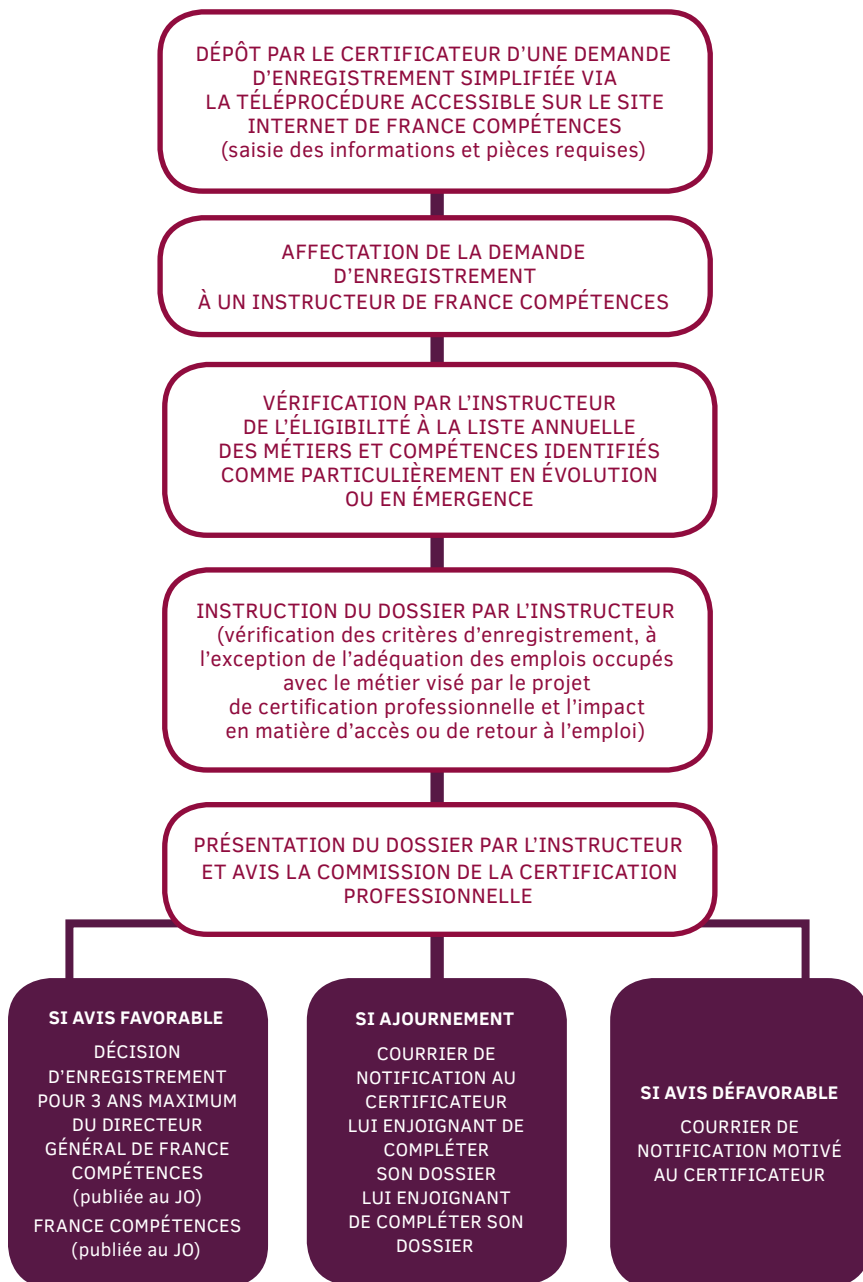 DÉPÔT PAR LE CERTIFICATEUR D’UNE DEMANDE
D’ENREGISTREMENT SIMPLIFIÉE VIA
LA TÉLÉPROCÉDURE ACCESSIBLE SUR LE SITE
INTERNET DE FRANCE COMPÉTENCES
(saisie des informations et pièces requises)
AFFECTATION DE LA DEMANDE
D’ENREGISTREMENT
À UN INSTRUCTEUR DE FRANCE COMPÉTENCES
VÉRIFICATION PAR L’INSTRUCTEUR
DE L’ÉLIGIBILITÉ À LA LISTE ANNUELLE
DES MÉTIERS ET COMPÉTENCES IDENTIFIÉS
COMME PARTICULIÈREMENT EN ÉVOLUTION
OU EN ÉMERGENCE
INSTRUCTION DU DOSSIER PAR L’INSTRUCTEUR
(vérification des critères d’enregistrement, à
l’exception de l’adéquation des emplois occupés
avec le métier visé par le projet
de certification professionnelle et l’impact
en matière d’accès ou de retour à l’emploi)
PRÉSENTATION DU DOSSIER PAR L’INSTRUCTEUR
ET AVIS LA COMMISSION DE LA CERTIFICATION
PROFESSIONNELLE
SI AVIS FAVORABLE
DÉCISION
D’ENREGISTREMENT
POUR 3 ANS MAXIMUM
DU DIRECTEUR
GÉNÉRAL DE FRANCE
COMPÉTENCES
(publiée au JO)
FRANCE COMPÉTENCES
(publiée au JO)
SI AJOURNEMENT
COURRIER DE
NOTIFICATION AU
CERTIFICATEUR
LUI ENJOIGNANT DE
COMPLÉTER
SON DOSSIER
LUI ENJOIGNANT
DE COMPLÉTER SON
DOSSIER
SI AVIS DÉFAVORABLE
COURRIER DE
NOTIFICATION MOTIVÉ
AU CERTIFICATEUR